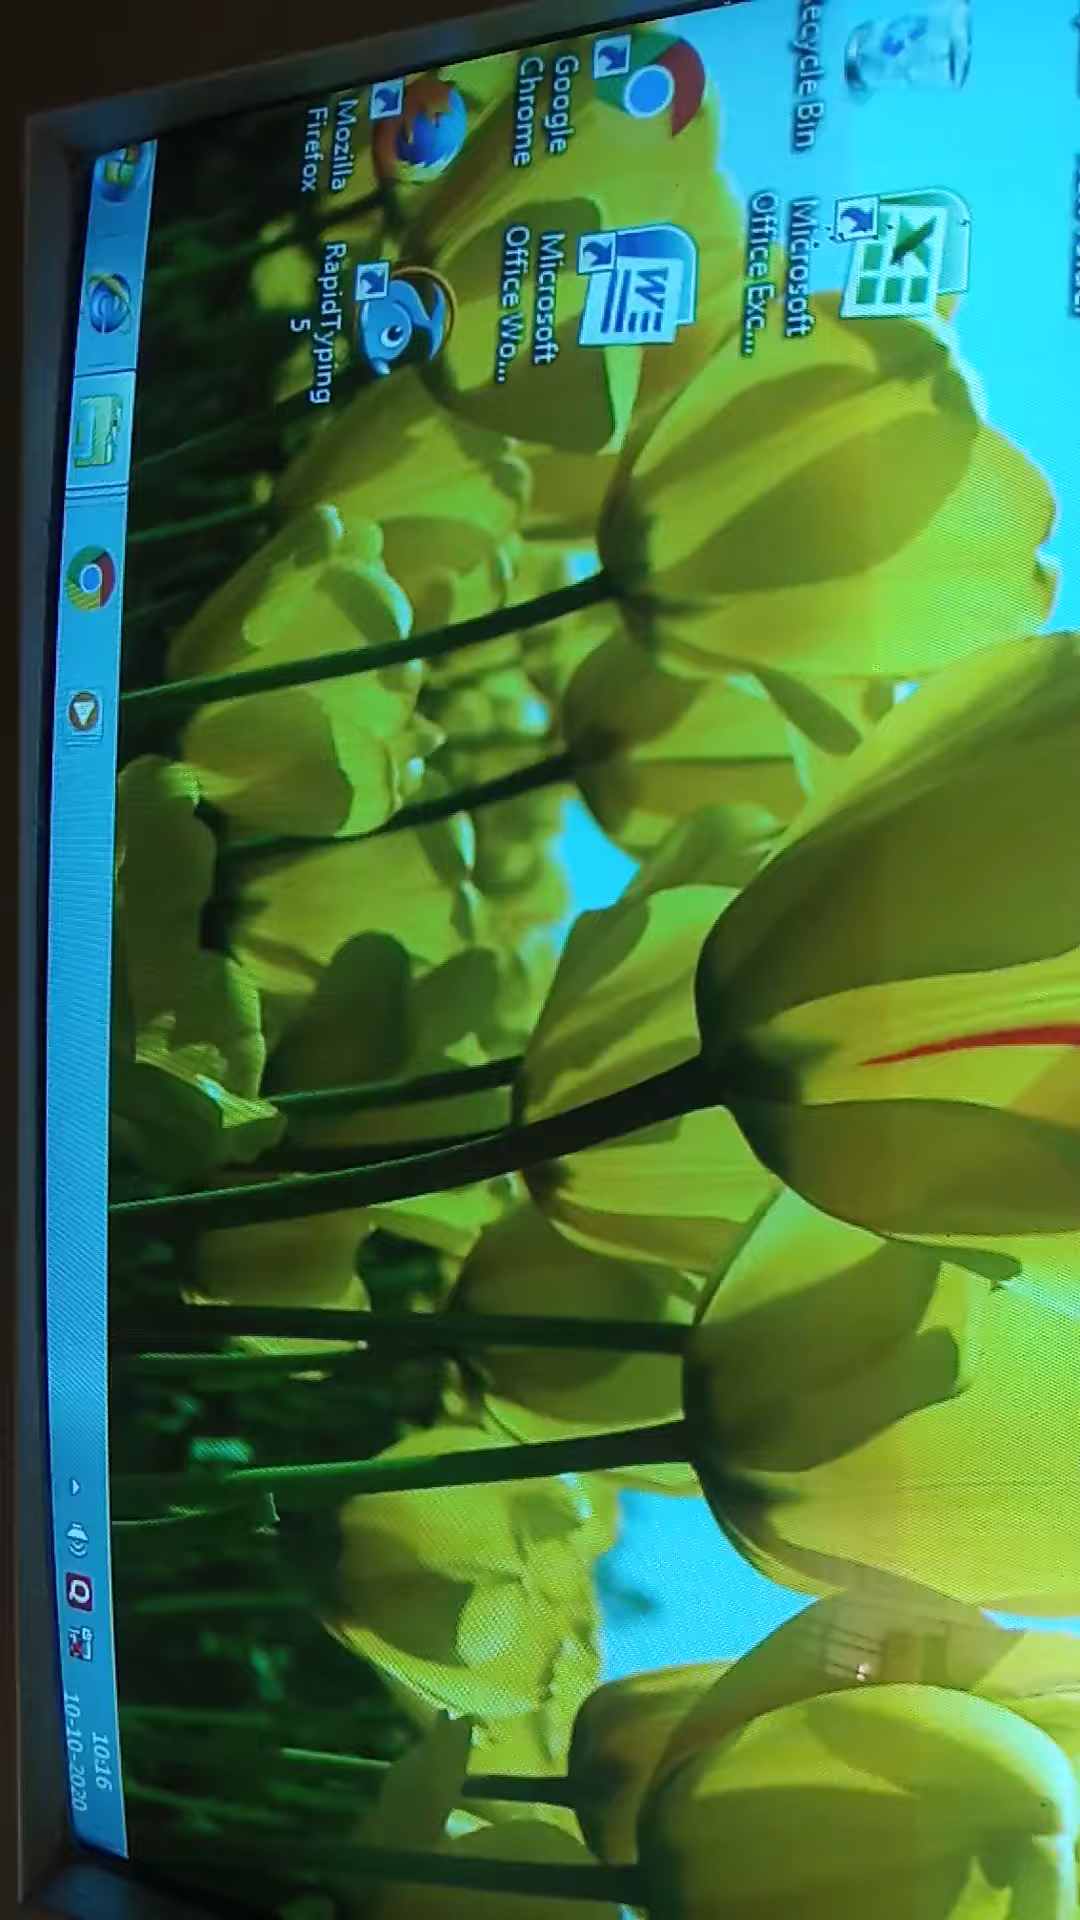 Recycle Bin
Microsoft
Office Exc...
Google
Chrome
Microsoft
Office Wo...
Mozilla
Firefox
RapidTyping
5
10:16
10-10-2020